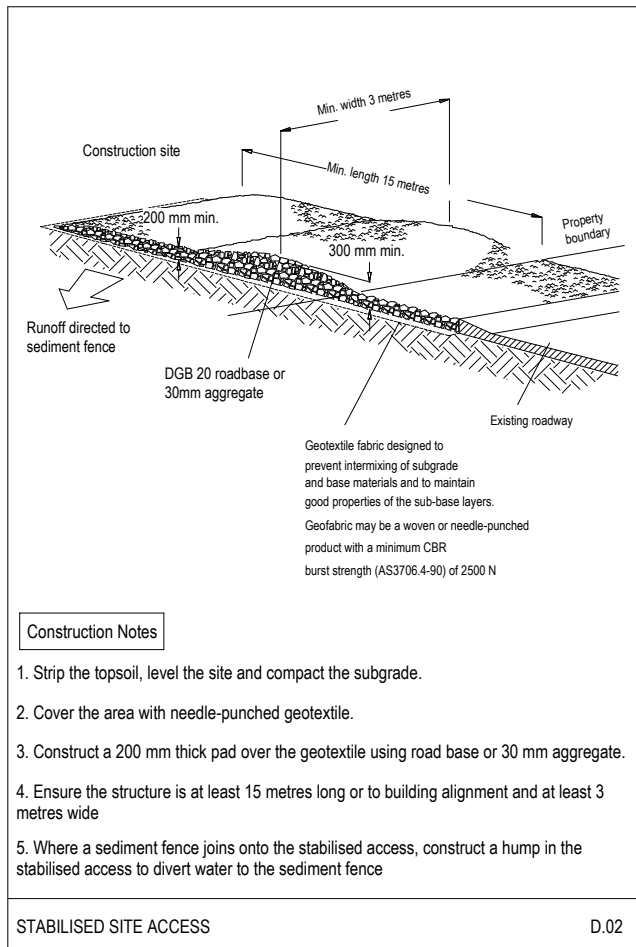 Min. width 3 metres
Construction site
Min. length 15 metres
Property
boundary
200 mm min.
300 mm min.
Runoff directed to
sediment fence
DGB 20 roadbase or
30mm aggregate
Existing roadway
Geotextile fabric designed to
prevent intermixing of subgrade
and base materials and to maintain
good properties of the sub-base layers.
Geofabric may be a woven or needle-punched
product with a minimum CBR
burst strength (AS3706.4-90) of 2500 N
Construction Notes
1. Strip the topsoil, level the site and compact the subgrade.
2. Cover the area with needle-punched geotextile.
3. Construct a 200 mm thick pad over the geotextile using road base or 30 mm aggregate.
4. Ensure the structure is at least 15 metres long or to building alignment and at least 3
metres wide
5. Where a sediment fence joins onto the stabilised access, construct a hump in the
stabilised access to divert water to the sediment fence
STABILISED SITE ACCESS D.02